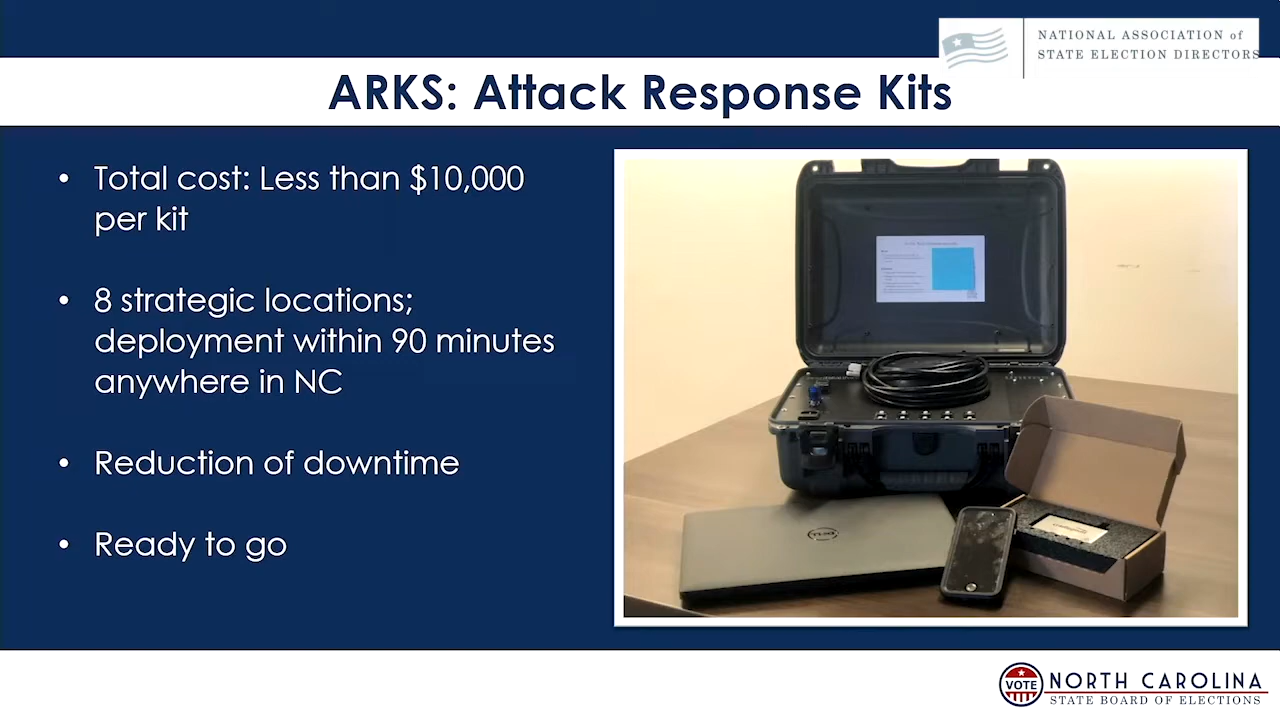 NATIONAL ASSOCIATION of
STATE ELECTION DIRECTORS
ARKS: Attack Response Kits
• Total cost: Less than $10,000
per kit
• 8 strategic locations;
deployment within 90 minutes
anywhere in NC
• Reduction of downtime
• Ready to go
DELL
VOTE
NORTH CAROLINA
STATE BOARD OF ELECTIONS